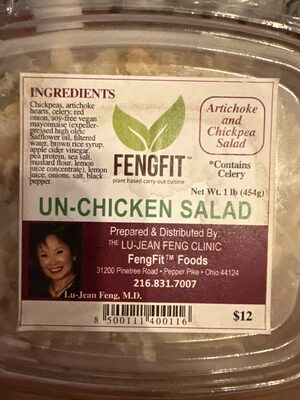 INGREDIENTS
Chickpeas, artichoke
hearts, celery, red
onion, soy-free vegan
mayonnaise (expeller-
pressed high oleic
Safflower oil, filtered
water, brown rice syrup,
apple cider vinegar,
pea protein, sea salt,
mustard flour, lemon
juice concentrate), lemon
juice, onions, salt, black
pepper.
FENGFIT™
plant based carry-out cuisine
Artichoke
and
Chickpea
Salad
*Contains
Celery
Net Wt. 1 lb (454g)
UN-CHICKEN SALAD
Prepared & Distributed By:
THE LU-JEAN FENG CLINIC
FengFit™ Foods
31200 Pinetree Road • Pepper Pike • Ohio 44124
216.831.7007
Lu-Jean Feng, M.D.
8 500111 400116
$12